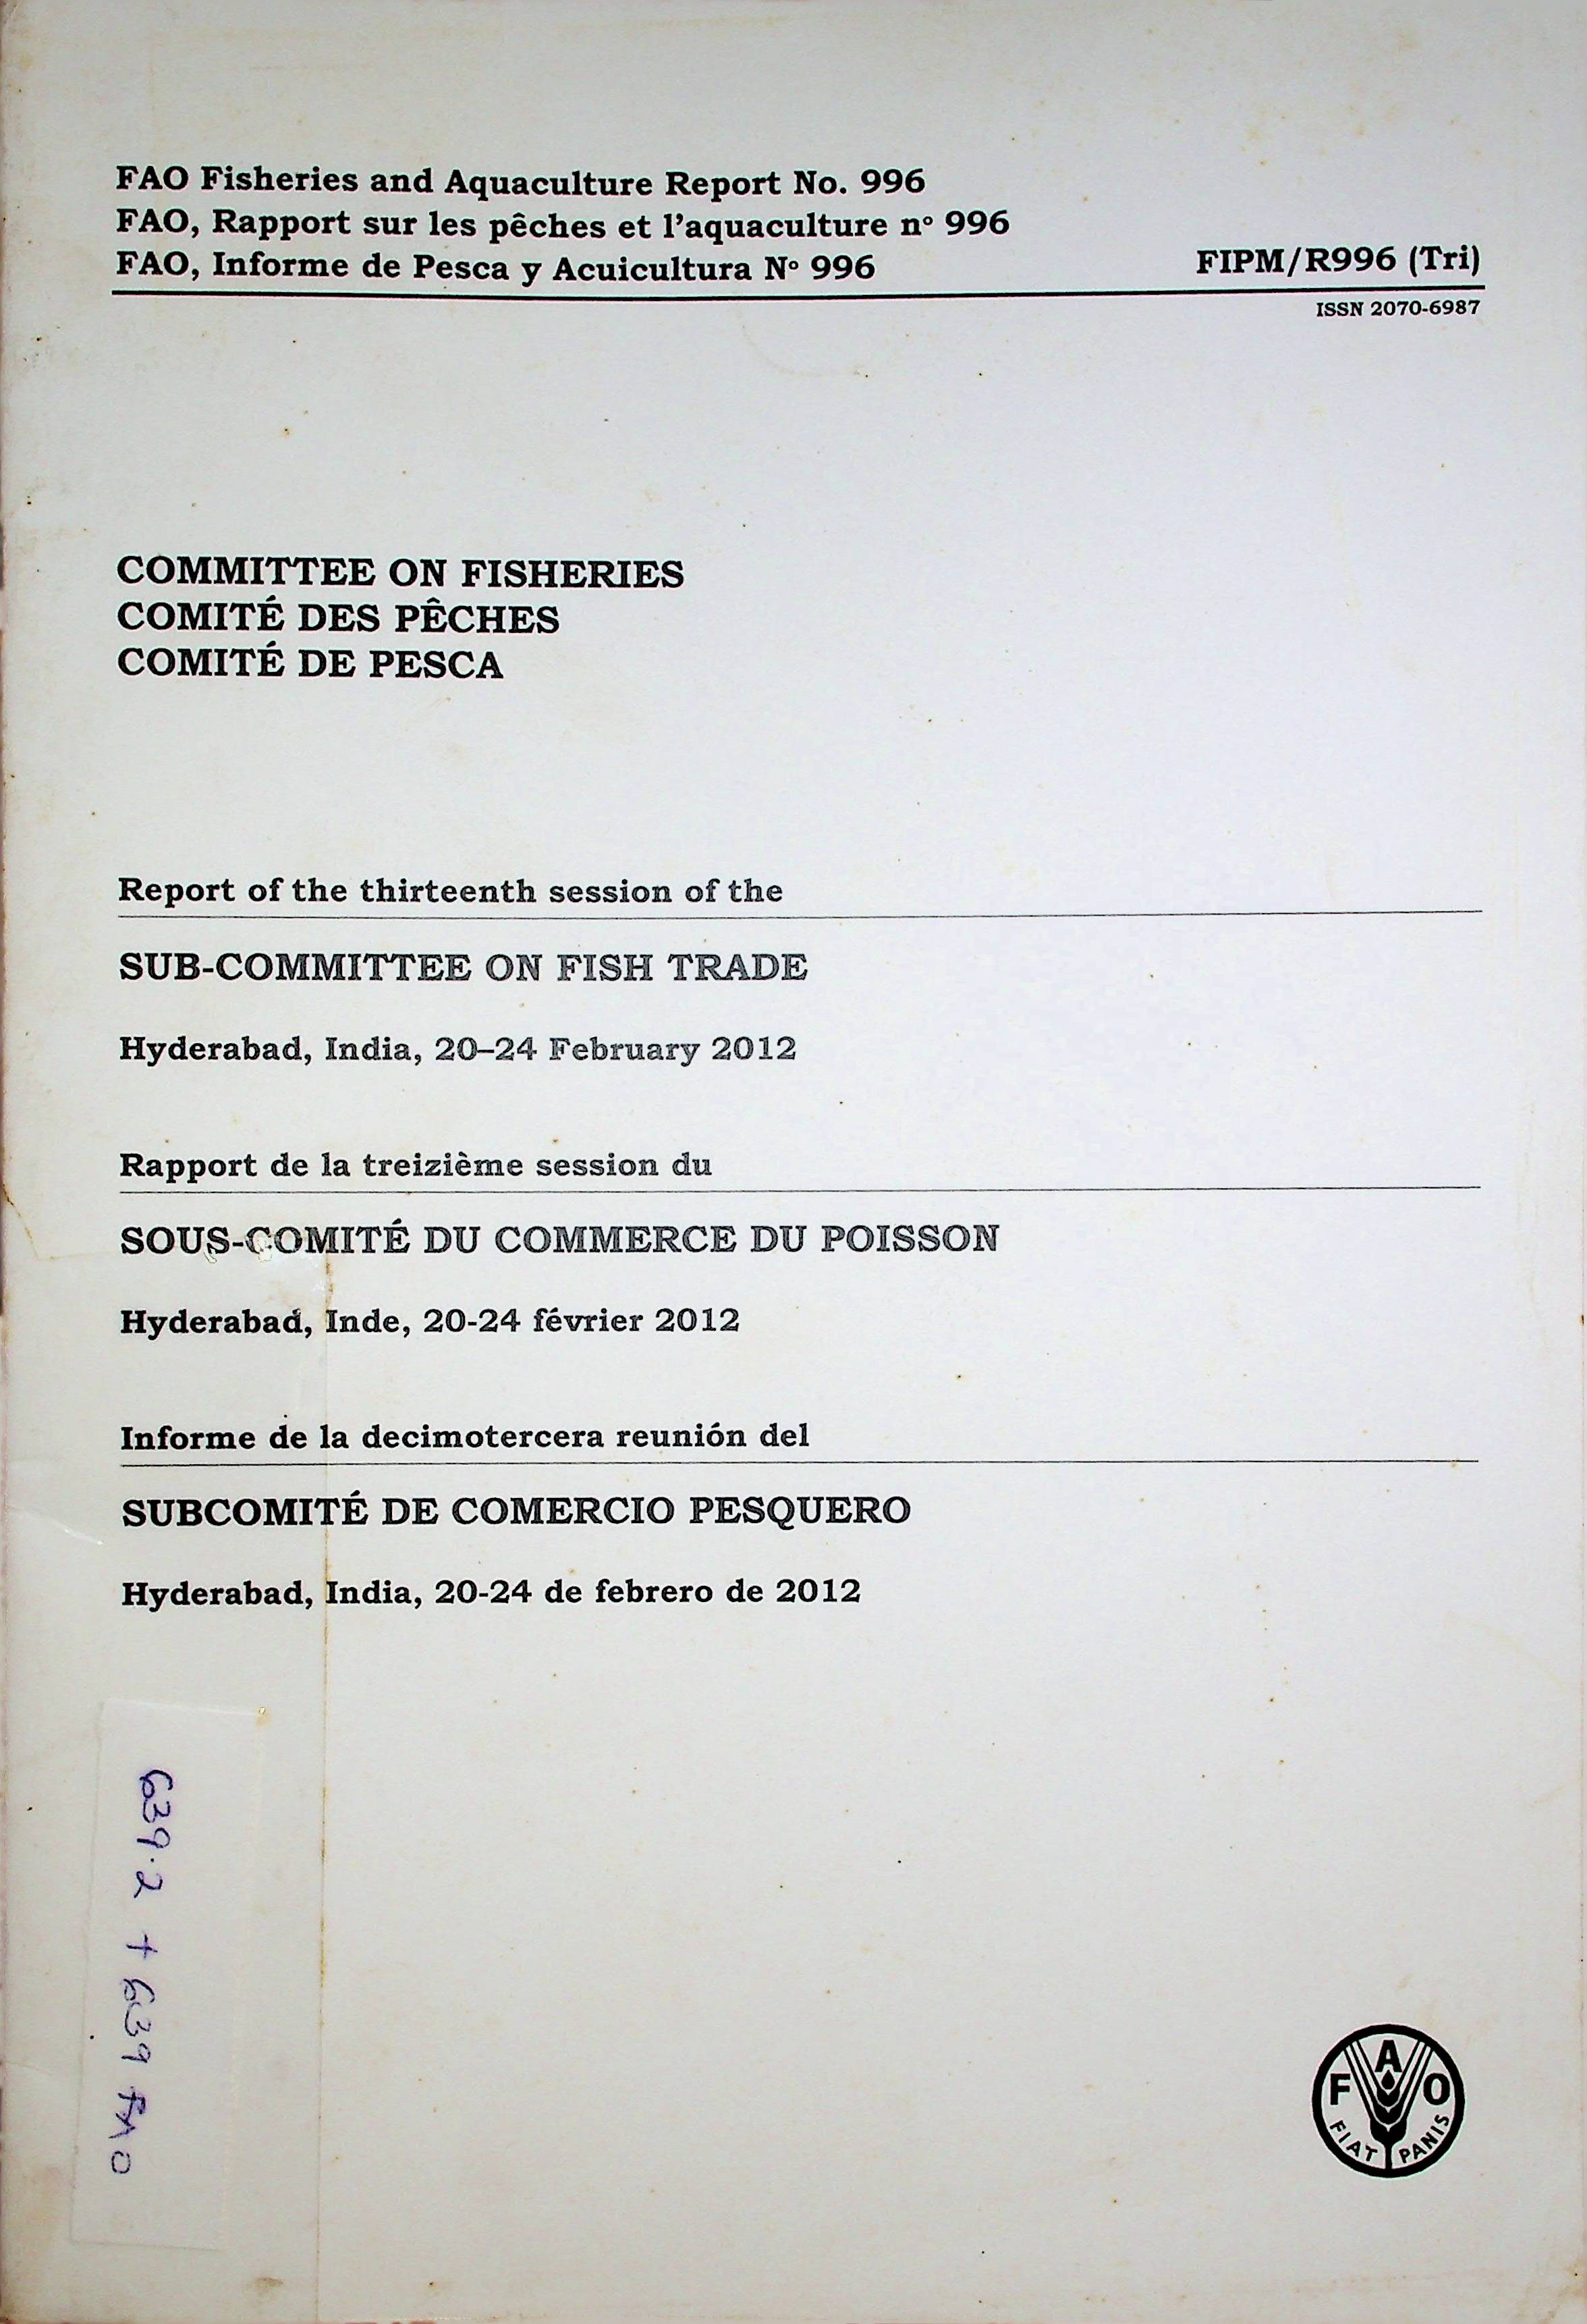 FAO Fisheries and Aquaculture Report No. 996
FAO, Rapport sur les pêches et l'aquaculture nº 996
FAO, Informe de Pesca y Acuicultura Nº 996
FIPM/R996 (Tri)
ISSN 2070-6987
COMMITTEE ON FISHERIES
COMITÉ DES PÊCHES
COMITÉ DE PESCA
Report of the thirteenth session of the
SUB-COMMITTEE ON FISH TRADE
Hyderabad, India, 20–24 February 2012
Rapport de la treizième session du
SOUS-COMITÉ DU COMMERCE DU POISSON
Hyderabad, Inde, 20-24 février 2012
Informe de la decimotercera reunión del
SUBCOMITÉ DE COMERCIO PESQUERO
Hyderabad, India, 20-24 de febrero de 2012
639.2 + 639 FAO
F A O
FIAT PANIS